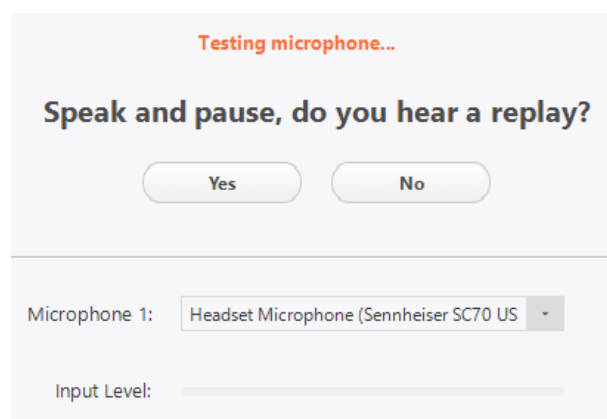 Testing microphone...
Speak and pause, do you hear a replay?
Yes No
Microphone 1: Headset Microphone (Sennheiser SC70 US
Input Level: